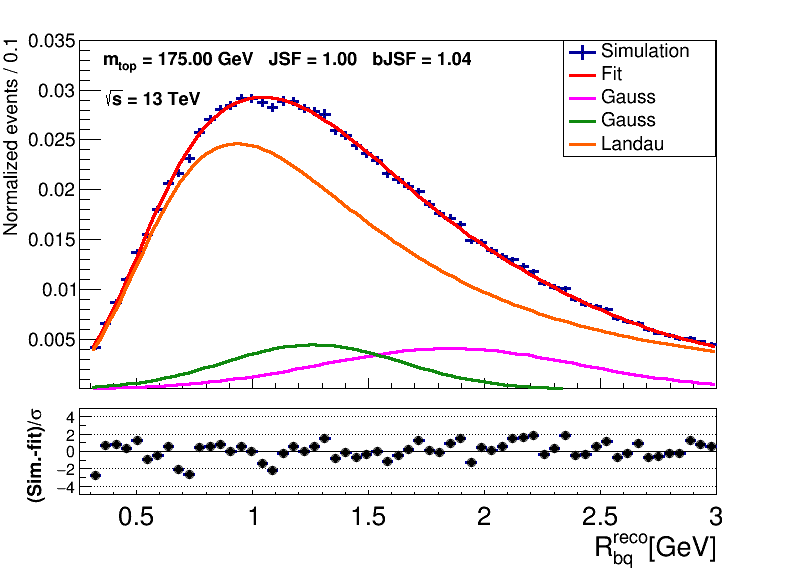 Normalized events / 0.1
0.035
0.03
0.025
0.02
0.015
0.01
0.005
m_top = 175.00 GeV JSF = 1.00 bJSF = 1.04
√s = 13 TeV
Simulation
Fit
Gauss
Gauss
Landau
(Sim.-fit)/σ
4
2
0
−2
−4
0.5 1 1.5 2 2.5 3
R_bq^reco[GeV]